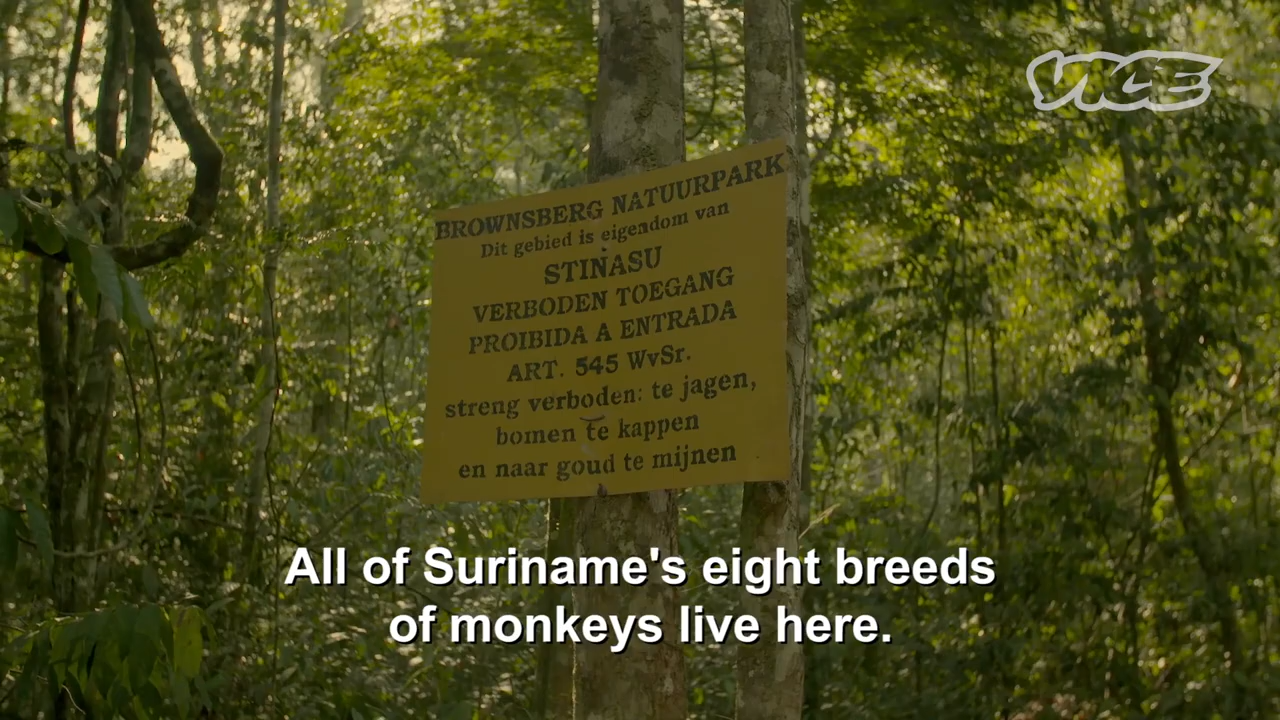 VICE
BROWNSBERG NATUURPARK
Dit gebied is eigendom van
STINASU
VERBODEN TOEGANG
PROIBIDA A ENTRADA
ART. 545 WvSr.
streng verboden: te jagen,
bomen te kappen
en naar goud te mijnen
All of Suriname's eight breeds
of monkeys live here.